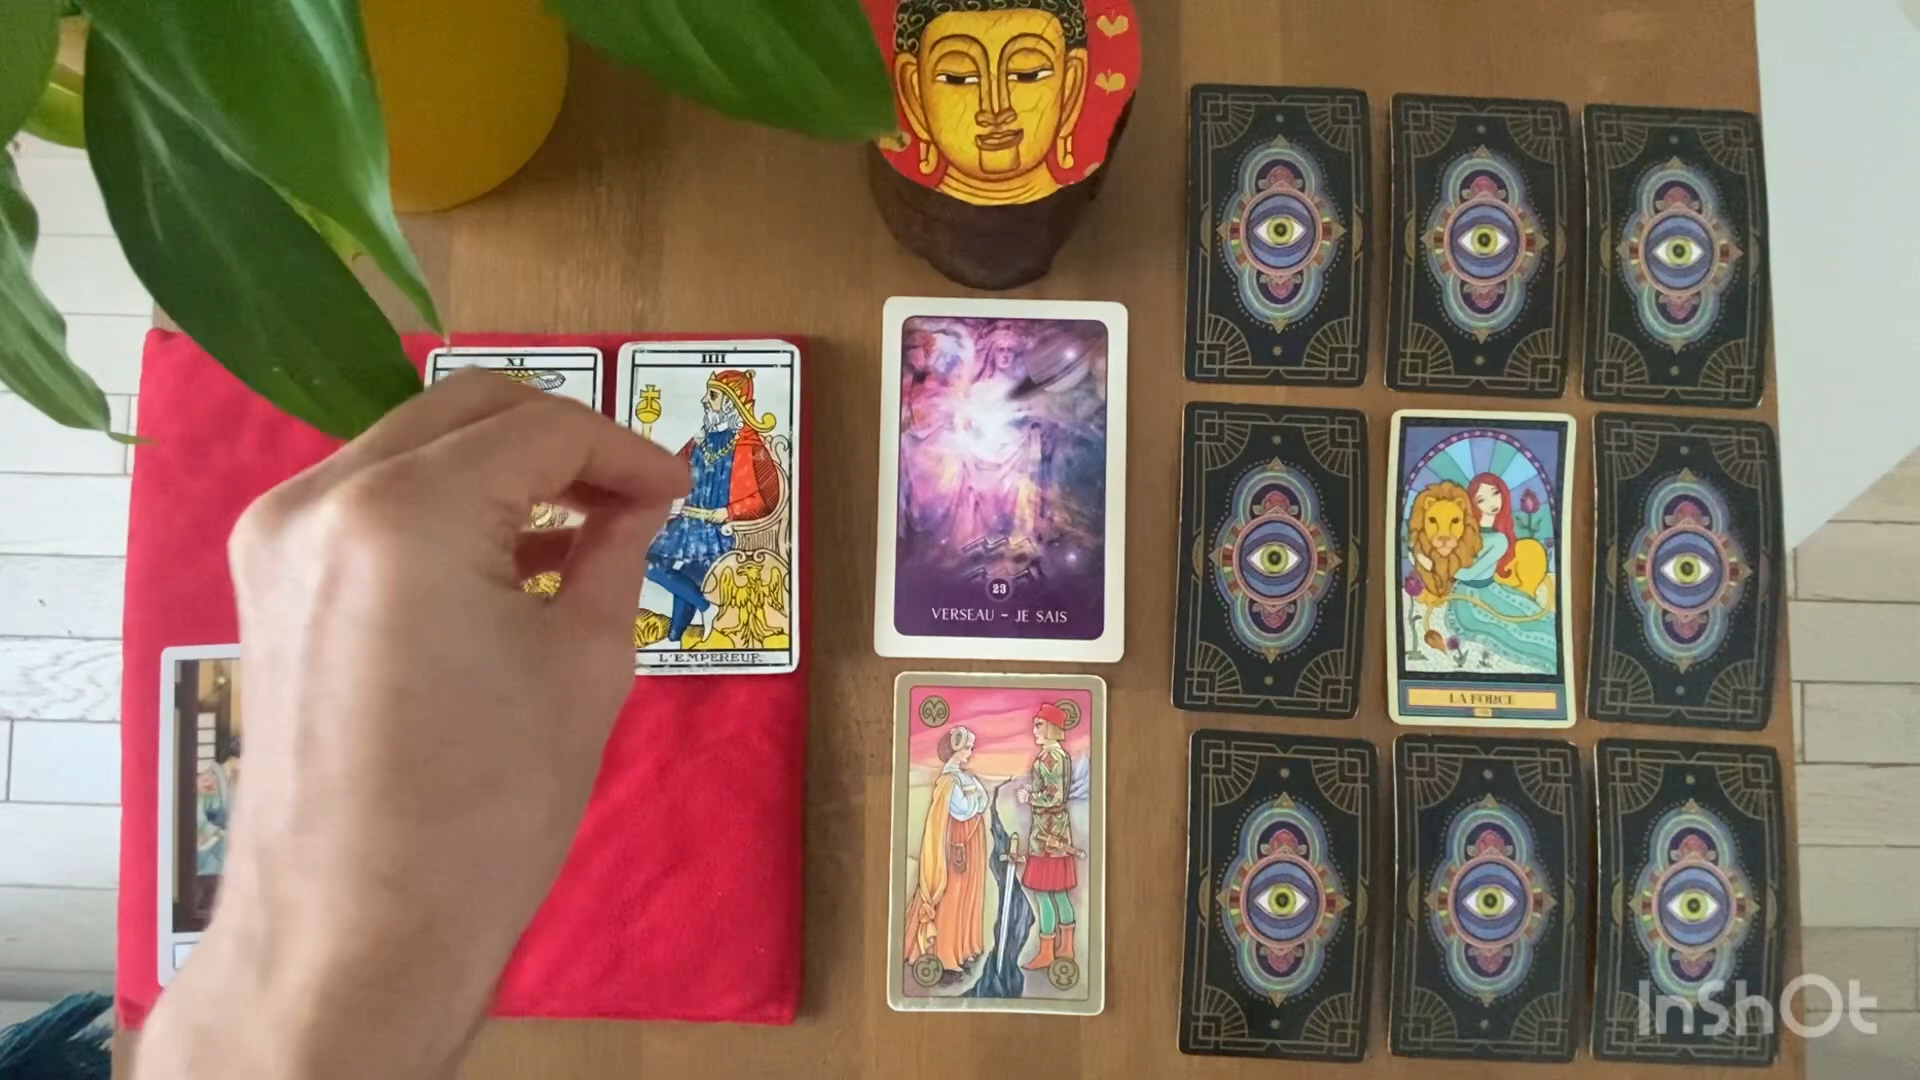 XI
IIII
L'EMPEREUR.
23
VERSEAU - JE SAIS
LA FORCE
InShOt